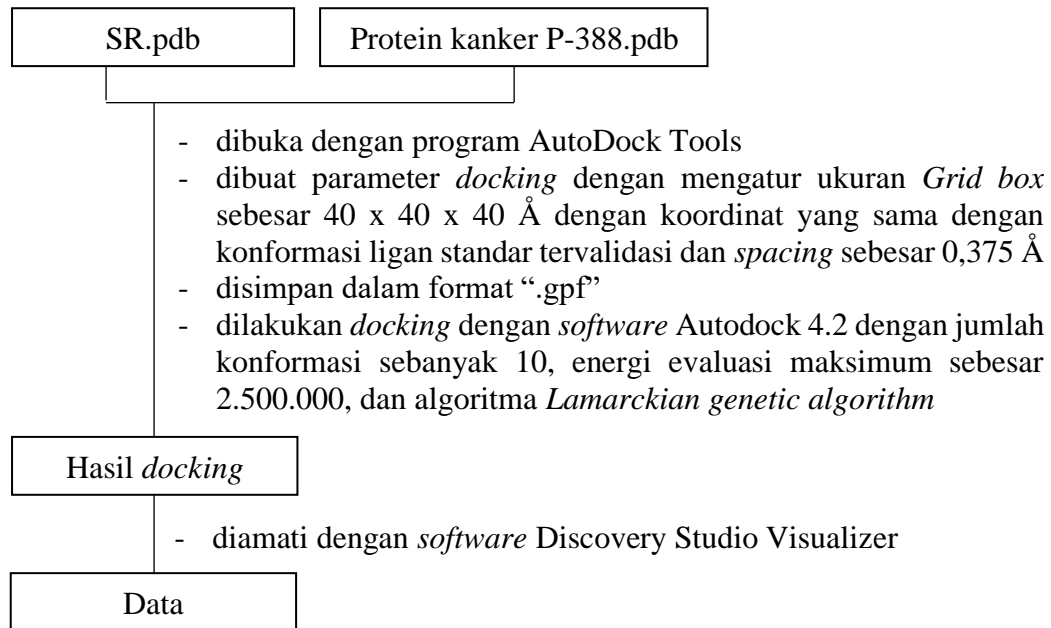 SR.pdb
Protein kanker P-388.pdb
- dibuka dengan program AutoDock Tools
- dibuat parameter docking dengan mengatur ukuran Grid box
sebesar 40 x 40 x 40 Å dengan koordinat yang sama dengan
konformasi ligan standar tervalidasi dan spacing sebesar 0,375 Å
- disimpan dalam format “.gpf”
- dilakukan docking dengan software Autodock 4.2 dengan jumlah
konformasi sebanyak 10, energi evaluasi maksimum sebesar
2.500.000, dan algoritma Lamarckian genetic algorithm
Hasil docking
- diamati dengan software Discovery Studio Visualizer
Data